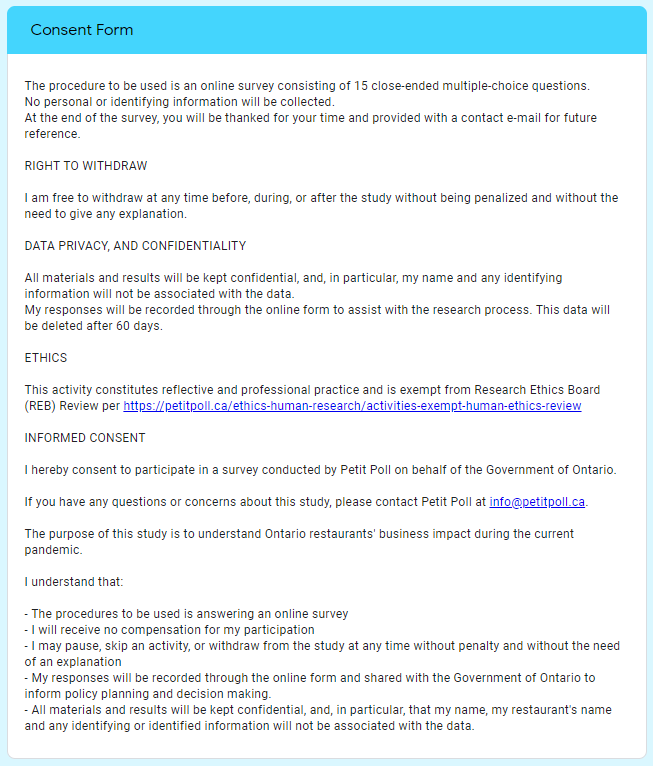 Consent Form
The procedure to be used is an online survey consisting of 15 close-ended multiple-choice questions.
No personal or identifying information will be collected.
At the end of the survey, you will be thanked for your time and provided with a contact e-mail for future
reference.
RIGHT TO WITHDRAW
I am free to withdraw at any time before, during, or after the study without being penalized and without the
need to give any explanation.
DATA PRIVACY, AND CONFIDENTIALITY
All materials and results will be kept confidential, and, in particular, my name and any identifying
information will not be associated with the data.
My responses will be recorded through the online form to assist with the research process. This data will
be deleted after 60 days.
ETHICS
This activity constitutes reflective and professional practice and is exempt from Research Ethics Board
(REB) Review per https://petitpoll.ca/ethics-human-research/activities-exempt-human-ethics-review
INFORMED CONSENT
I hereby consent to participate in a survey conducted by Petit Poll on behalf of the Government of Ontario.
If you have any questions or concerns about this study, please contact Petit Poll at info@petitpoll.ca.
The purpose of this study is to understand Ontario restaurants' business impact during the current
pandemic.
I understand that:
- The procedures to be used is answering an online survey
- I will receive no compensation for my participation
- I may pause, skip an activity, or withdraw from the study at any time without penalty and without the need
of an explanation
- My responses will be recorded through the online form and shared with the Government of Ontario to
inform policy planning and decision making.
- All materials and results will be kept confidential, and, in particular, that my name, my restaurant's name
and any identifying or identified information will not be associated with the data.